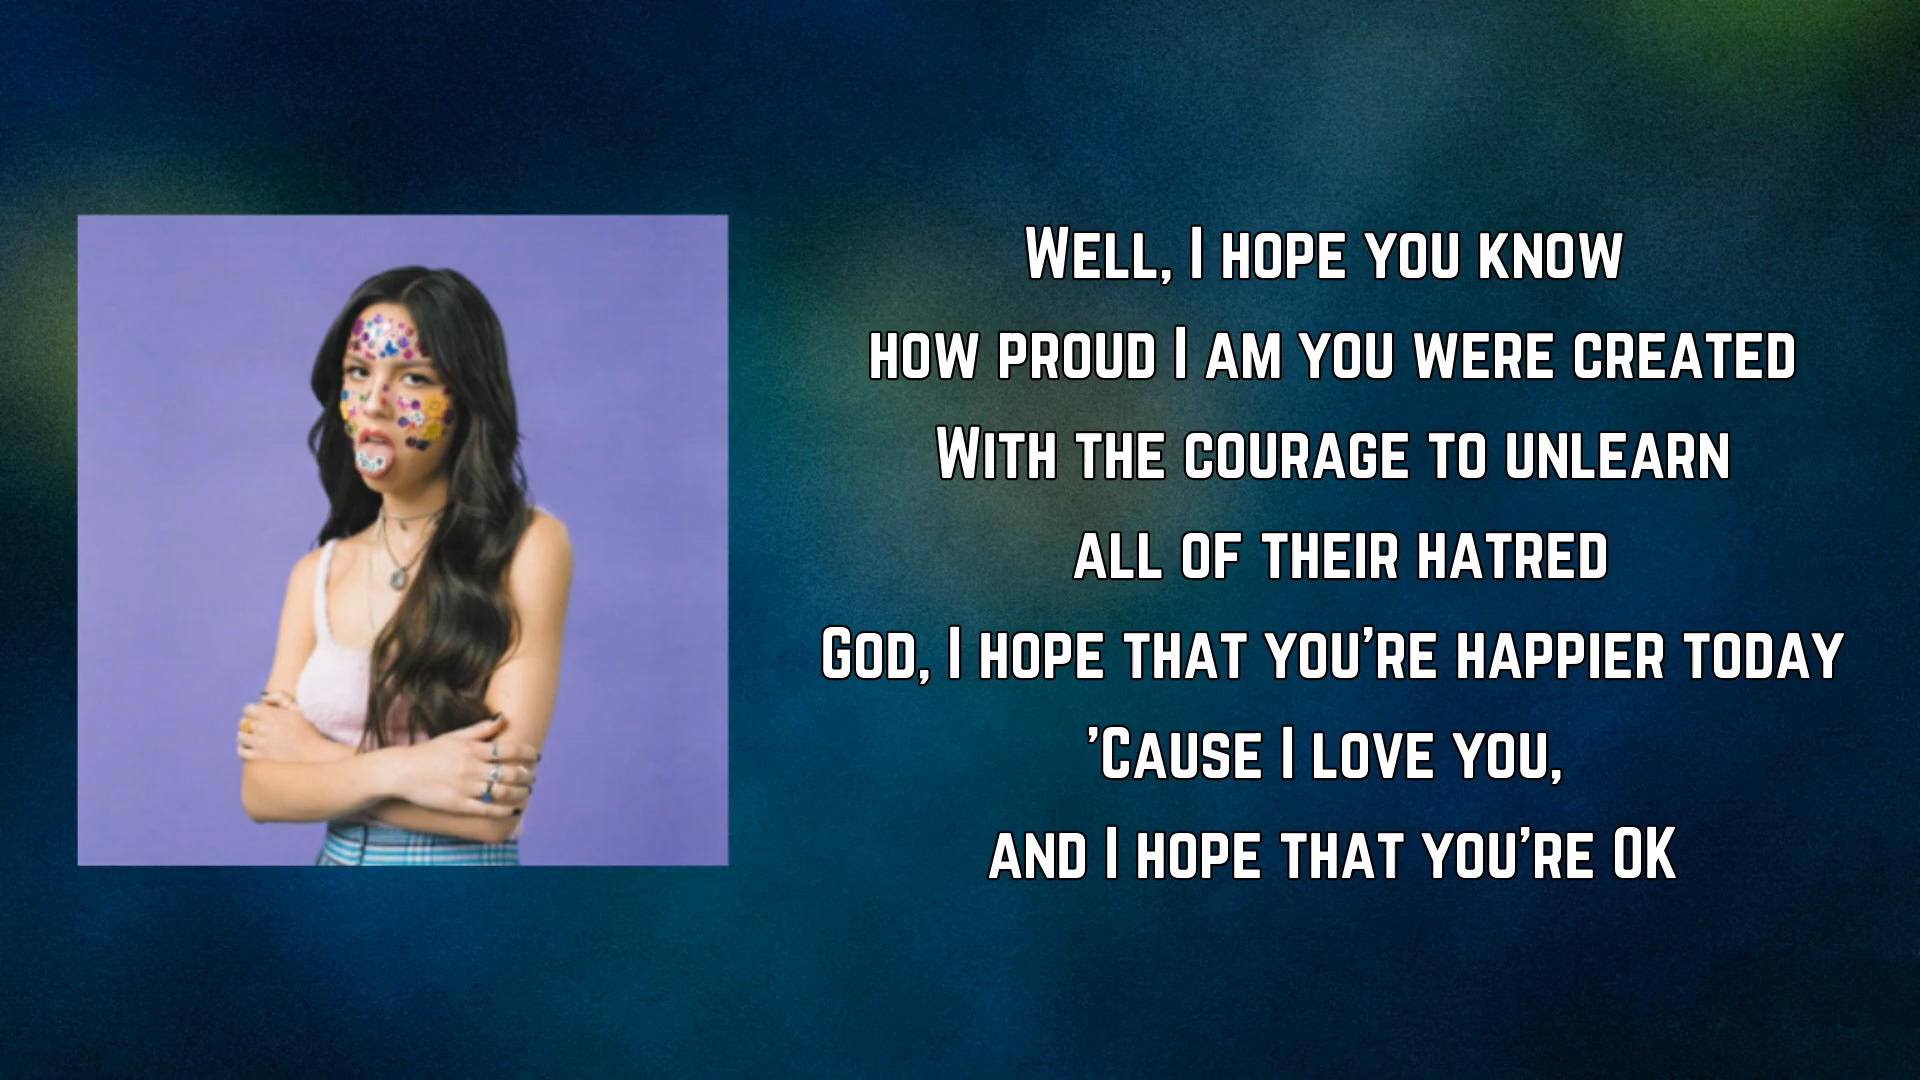 Well, I hope you know
how proud I am you were created
With the courage to unlearn
all of their hatred
God, I hope that you're happier today
'Cause I love you,
and I hope that you're OK